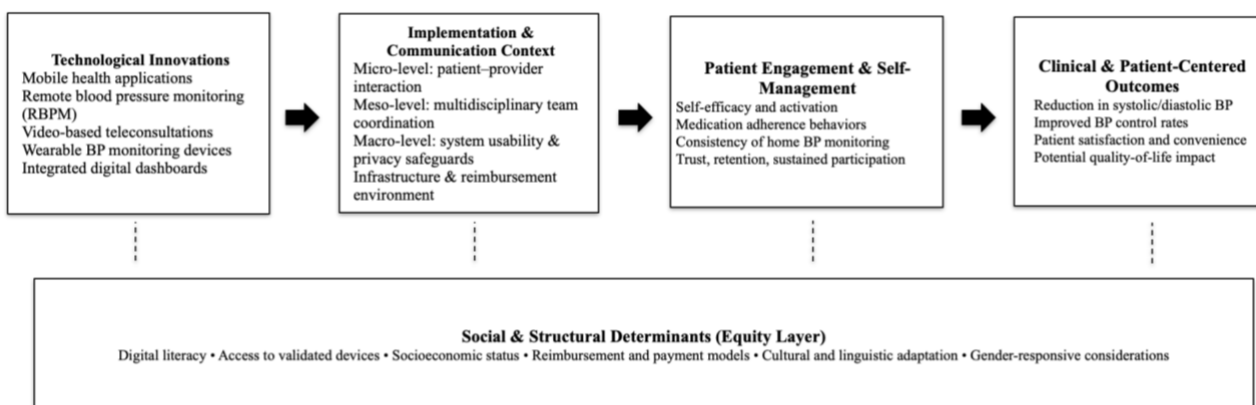 Technological Innovations
Mobile health applications
Remote blood pressure monitoring
(RBPM)
Video-based teleconsultations
Wearable BP monitoring devices
Integrated digital dashboards
Implementation &
Communication Context
Micro-level: patient–provider
interaction
Meso-level: multidisciplinary team
coordination
Macro-level: system usability &
privacy safeguards
Infrastructure & reimbursement
environment
Patient Engagement & Self-
Management
Self-efficacy and activation
Medication adherence behaviors
Consistency of home BP monitoring
Trust, retention, sustained participation
Clinical & Patient-Centered
Outcomes
Reduction in systolic/diastolic BP
Improved BP control rates
Patient satisfaction and convenience
Potential quality-of-life impact
Social & Structural Determinants (Equity Layer)
Digital literacy • Access to validated devices • Socioeconomic status • Reimbursement and payment models • Cultural and linguistic adaptation • Gender-responsive considerations